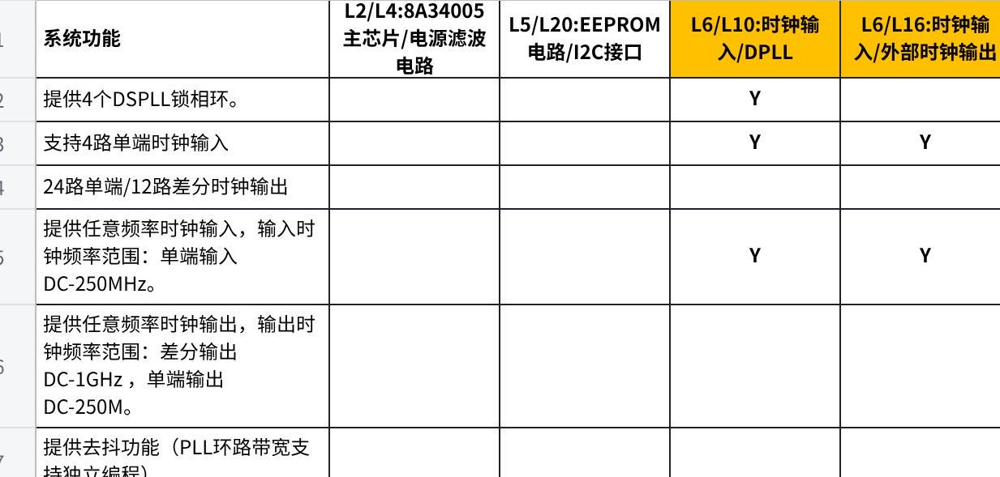 系统功能
L2/L4:8A34005
主芯片/电源滤波
电路
L5/L20:EEPROM
电路/I2C接口
L6/L10:时钟输
入/DPLL
L6/L16:时钟输
入/外部时钟输出
1
2
提供4个DSPLL锁相环。
Y
3
支持4路单端时钟输入
Y
Y
4
24路单端/12路差分时钟输出
5
提供任意频率时钟输入，输入时
钟频率范围：单端输入
DC-250MHz。
Y
Y
6
提供任意频率时钟输出，输出时
钟频率范围：差分输出
DC-1GHz ，单端输出
DC-250M。
7
提供去抖功能（PLL环路带宽支
持独立编程）